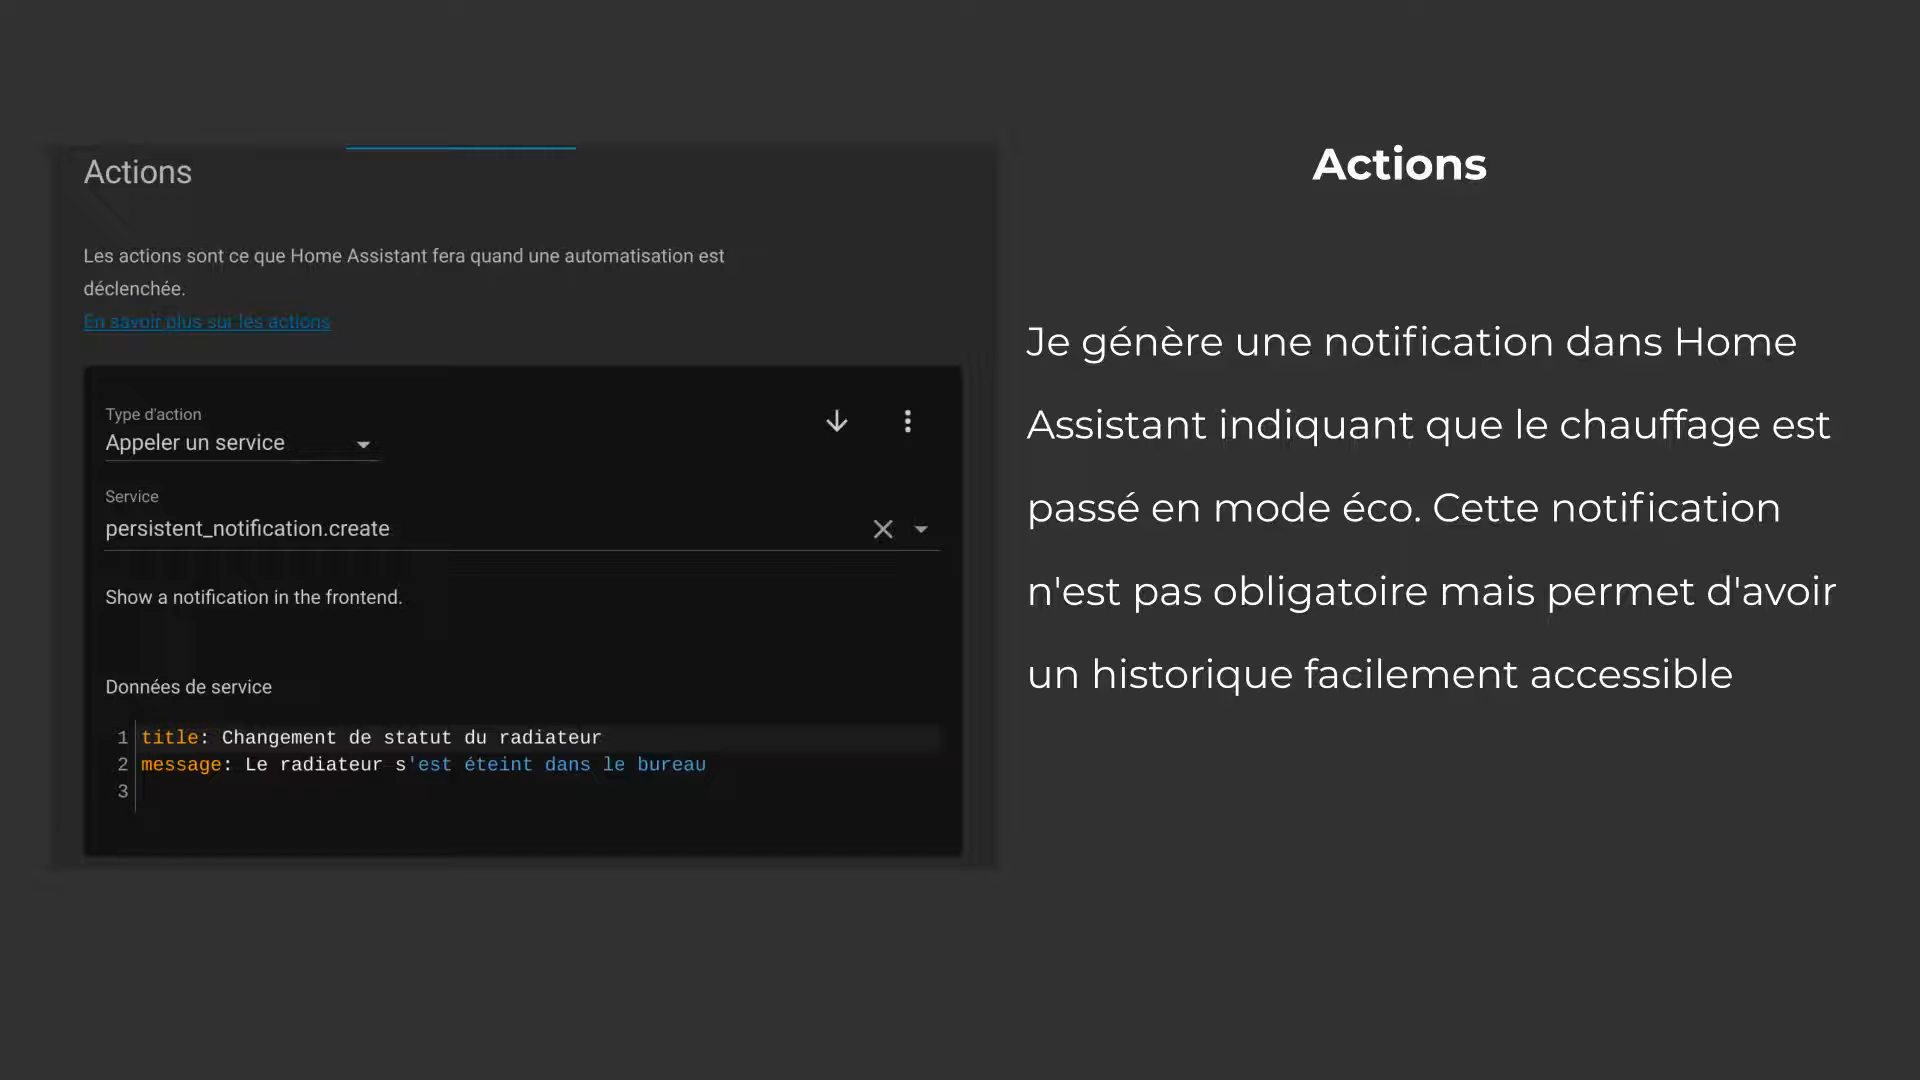 Actions
Les actions sont ce que Home Assistant fera quand une automatisation est
déclenchée.
En savoir plus sur les actions
Type d'action
Appeler un service
Service
persistent_notification.create
Show a notification in the frontend.
Données de service
1 title: Changement de statut du radiateur
2 message: Le radiateur s'est éteint dans le bureau
3
Actions
Je génère une notification dans Home
Assistant indiquant que le chauffage est
passé en mode éco. Cette notification
n'est pas obligatoire mais permet d'avoir
un historique facilement accessible